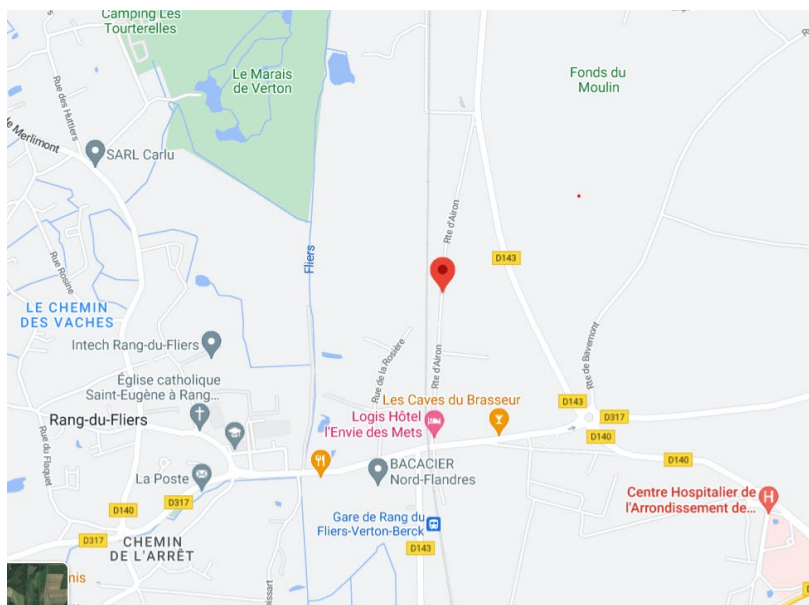 Camping Les
Tourterelles
Le Marais
de Verton
Fonds du
Moulin
Rue des Huttiers
de Merlimont
SARL Carlu
Rte d'Airon
Fliers
D143
Rue Rosine
LE CHEMIN
DES VACHES
Intech Rang-du-Fliers
Rue de la Rosière
Rte d'Airon
Rte de Bavemont
Église catholique
Saint-Eugène à Rang...
Les Caves du Brasseur
D143
D317
Rang-du-Fliers
Logis Hôtel
l'Envie des Mets
D140
Rue du Flaquet
D140
La Poste
BACACIER
Nord-Flandres
Centre Hospitalier de
l'Arrondissement de...
H
D317
D140
Gare de Rang du
Fliers-Verton-Berck
D317
CHEMIN
DE L'ARRÊT
D143
nis
issart
D140